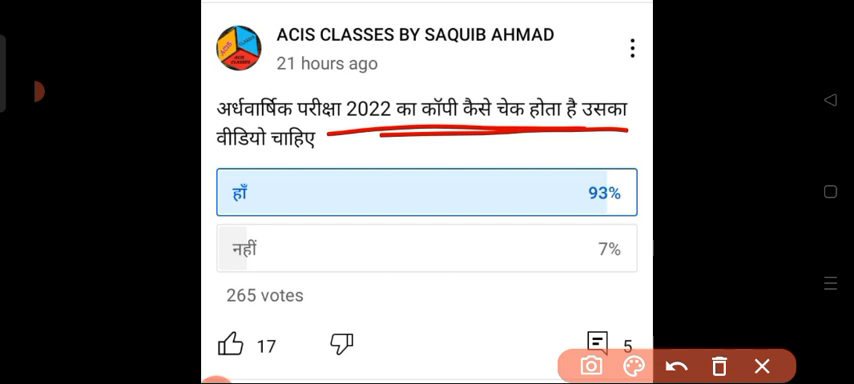 ACIS CLASSES BY SAQUIB AHMAD
21 hours ago
अर्धवार्षिक परीक्षा 2022 का कॉपी कैसे चेक होता है उसका
वीडियो चाहिए
हाँ 93%
नहीं 7%
265 votes
17 5